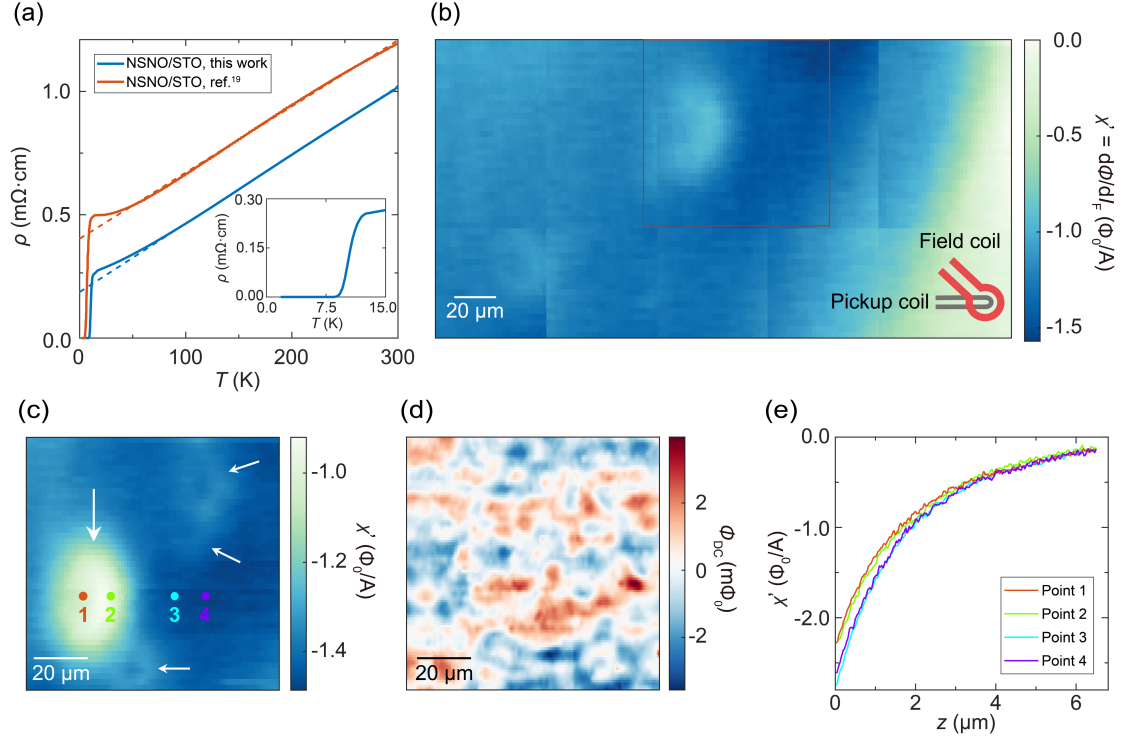 (a)
NSNO/STO, this work
NSNO/STO, ref.¹⁹
1.0
0.5
0.0
ρ (mΩ·cm)
0
100
200
300
T (K)
0.30
0.15
0.00
ρ (mΩ·cm)
0.0
7.5
15.0
T (K)
(b)
20 µm
Field coil
Pickup coil
0.0
-0.5
-1.0
-1.5
χ' = dΦ/dI_F (Φ₀/A)
(c)
1
2
3
4
20 µm
-1.0
-1.2
-1.4
χ' (Φ₀/A)
(d)
20 µm
2
0
-2
Φ_DC (mΦ₀)
(e)
0.0
-1.0
-2.0
χ' (Φ₀/A)
Point 1
Point 2
Point 3
Point 4
0
2
4
6
z (µm)